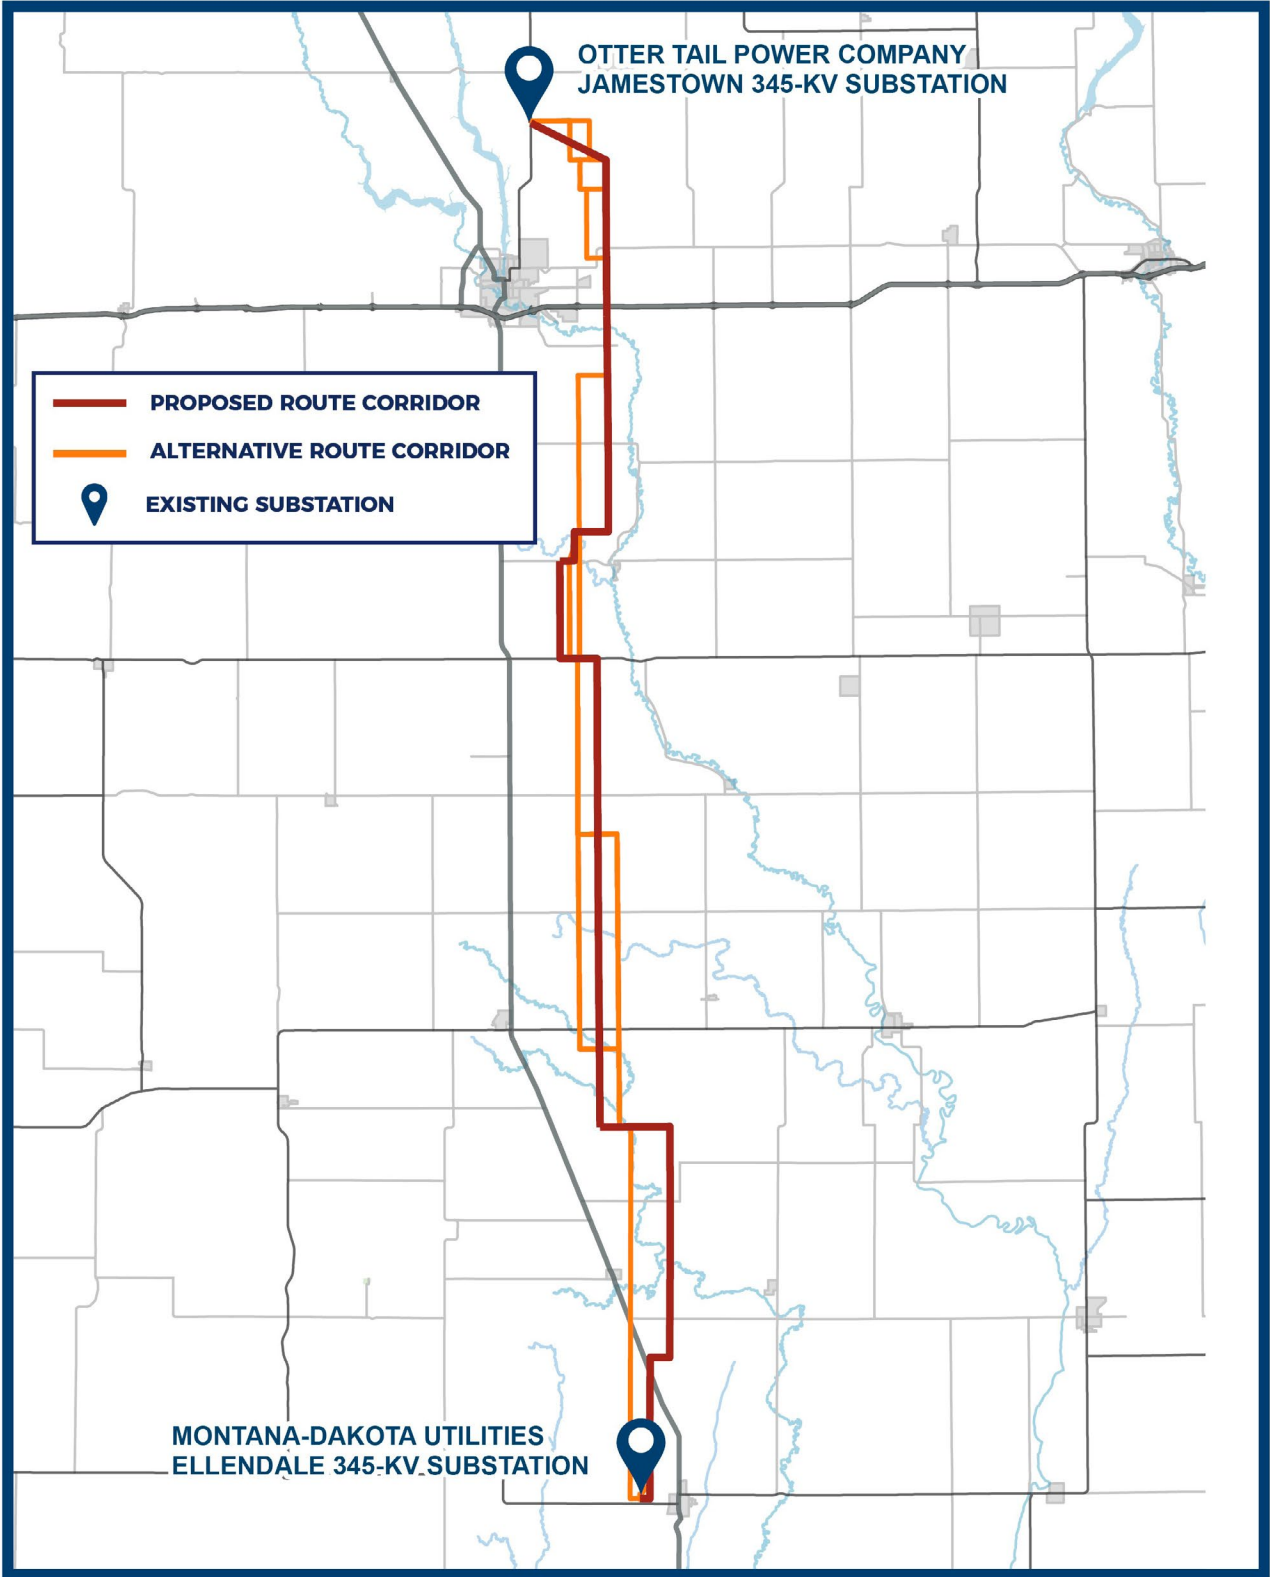 OTTER TAIL POWER COMPANY
JAMESTOWN 345-KV SUBSTATION
PROPOSED ROUTE CORRIDOR
ALTERNATIVE ROUTE CORRIDOR
EXISTING SUBSTATION
MONTANA-DAKOTA UTILITIES
ELLENDALE 345-KV SUBSTATION